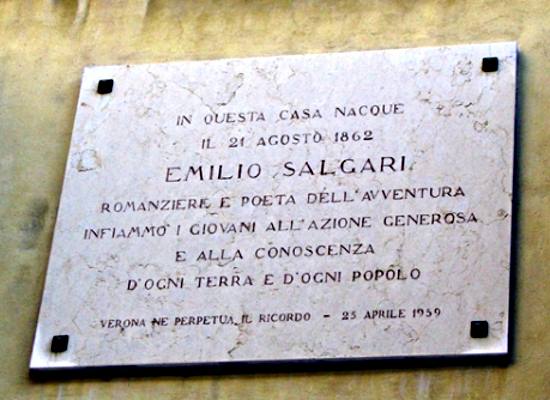 IN QUESTA CASA NACQUE
IL 21 AGOSTO 1862
EMILIO SALGARI
ROMANZIERE E POETA DELL'AVVENTURA
INFIAMMO' I GIOVANI ALL'AZIONE GENEROSA
E ALLA CONOSCENZA
D'OGNI TERRA E D'OGNI POPOLO
VERONA NE PERPETUA IL RICORDO - 25 APRILE 1959